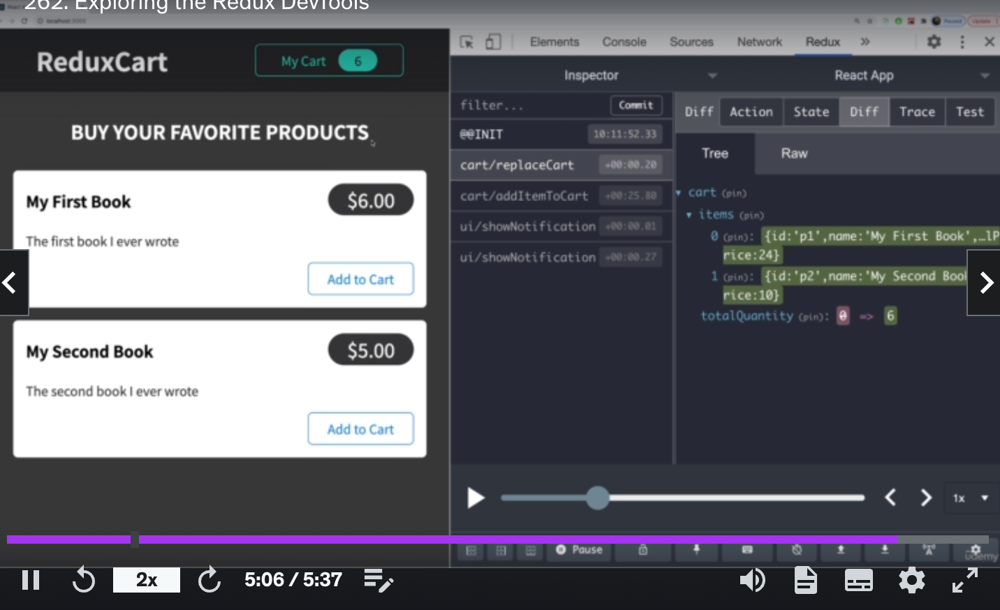 262. Exploring the Redux DevTools
localhost:3000
Paused
Update
ReduxCart
My Cart 6
BUY YOUR FAVORITE PRODUCTS
My First Book
$6.00
The first book I ever wrote
Add to Cart
My Second Book
$5.00
The second book I ever wrote
Add to Cart
Elements Console Sources Network Redux »
Inspector
React App
filter... Commit
@@INIT 10:11:52.33
cart/replaceCart +00:00.20
cart/addItemToCart +00:25.80
ui/showNotification +00:00.01
ui/showNotification +00:00.27
Diff Action State Diff Trace Test
Tree Raw
cart (pin)
items (pin)
0 (pin): {id:'p1',name:'My First Book',…lP
rice:24}
1 (pin): {id:'p2',name:'My Second Boo
rice:10}
totalQuantity (pin): 0 => 6
1x
Pause
udemy
2x
5:06 / 5:37